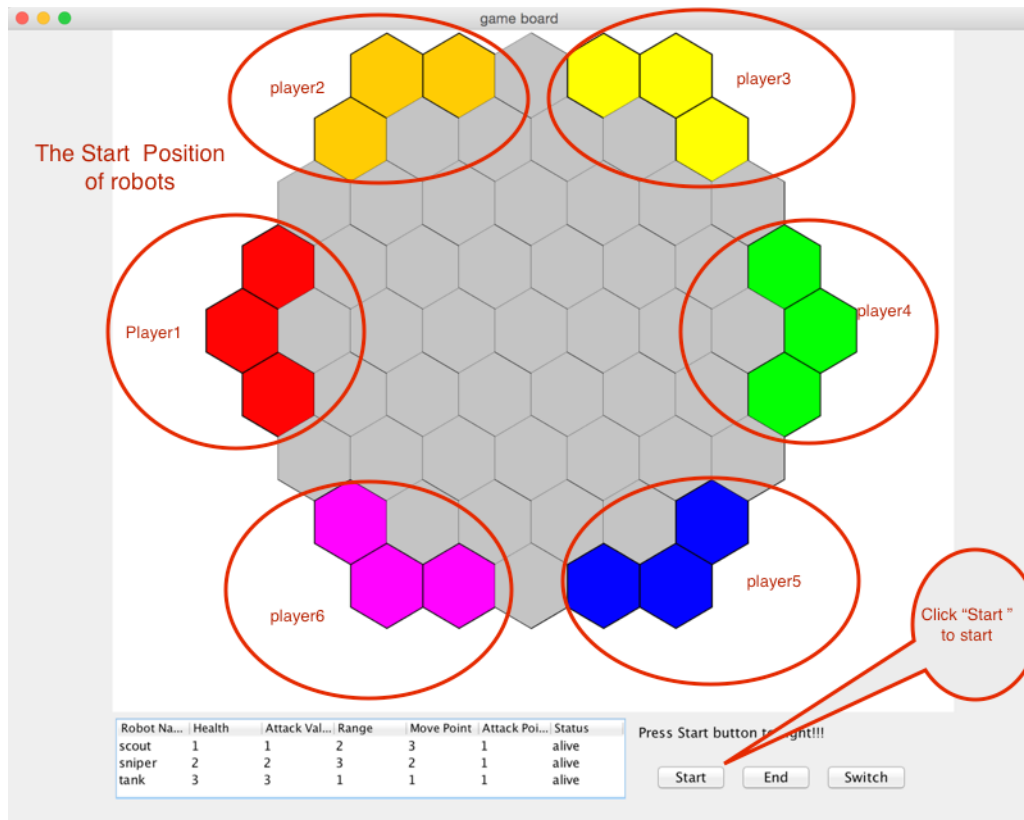 game board
player2
player3
The Start Position
of robots
Player1
player4
player6
player5
Click “Start ”
to start
Robot Na... Health Attack Val... Range Move Point Attack Poi... Status
scout 1 1 2 3 1 alive
sniper 2 2 3 2 1 alive
tank 3 3 1 1 1 alive
Press Start button to ght!!!
Start End Switch